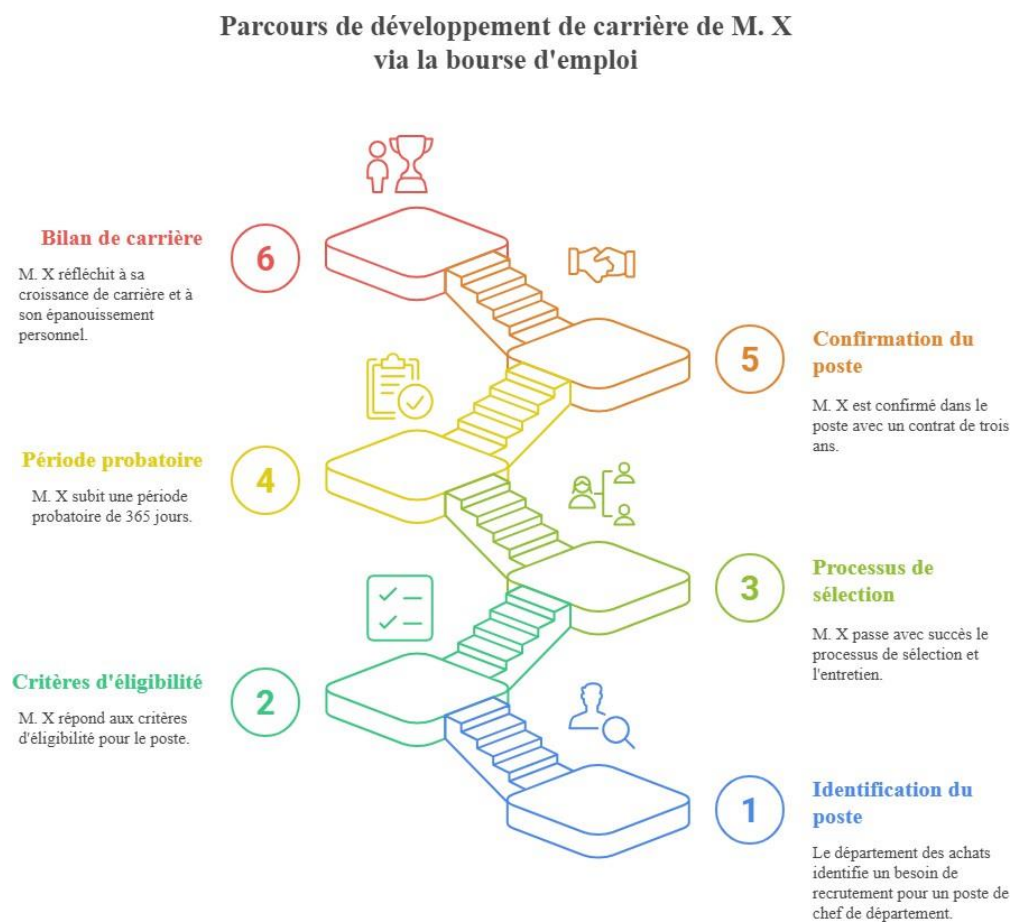 Parcours de développement de carrière de M. X
via la bourse d'emploi
Bilan de carrière
6
M. X réfléchit à sa
croissance de carrière et à
son épanouissement
personnel.
5
Confirmation du
poste
M. X est confirmé dans le
poste avec un contrat de trois
ans.
Période probatoire
4
M. X subit une période
probatoire de 365 jours.
3
Processus de
sélection
M. X passe avec succès le
processus de sélection et
l'entretien.
Critères d'éligibilité
2
M. X répond aux critères
d'éligibilité pour le poste.
1
Identification du
poste
Le département des achats
identifie un besoin de
recrutement pour un poste de
chef de département.